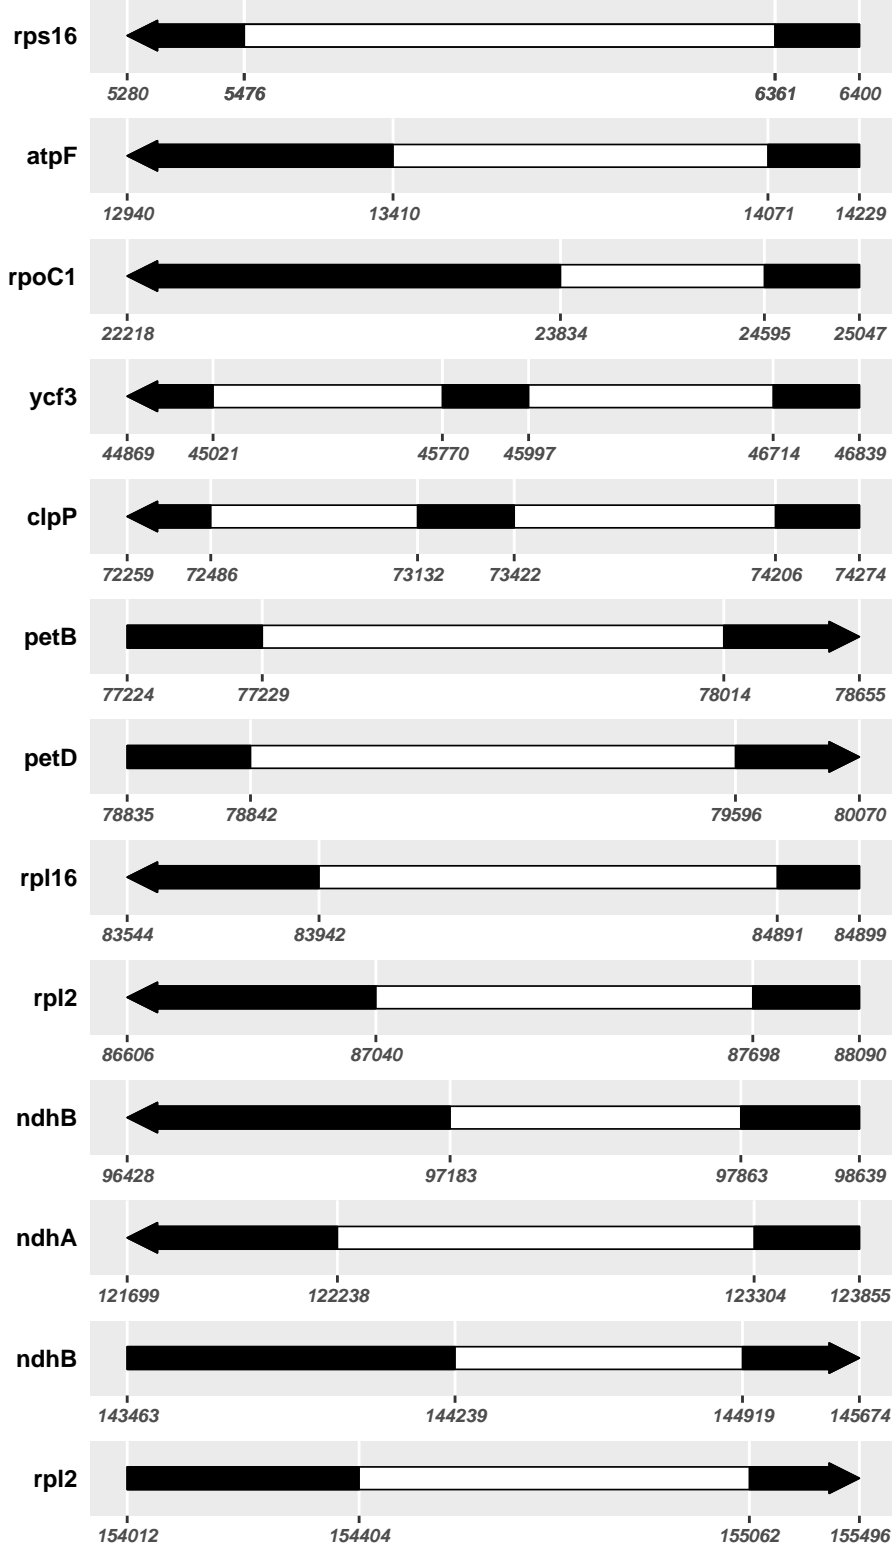 rps16
5280 5476 6361 6400
atpF
12940 13410 14071 14229
rpoC1
22218 23834 24595 25047
ycf3
44869 45021 45770 45997 46714 46839
clpP
72259 72486 73132 73422 74206 74274
petB
77224 77229 78014 78655
petD
78835 78842 79596 80070
rpl16
83544 83942 84891 84899
rpl2
86606 87040 87698 88090
ndhB
96428 97183 97863 98639
ndhA
121699 122238 123304 123855
ndhB
143463 144239 144919 145674
rpl2
154012 154404 155062 155496